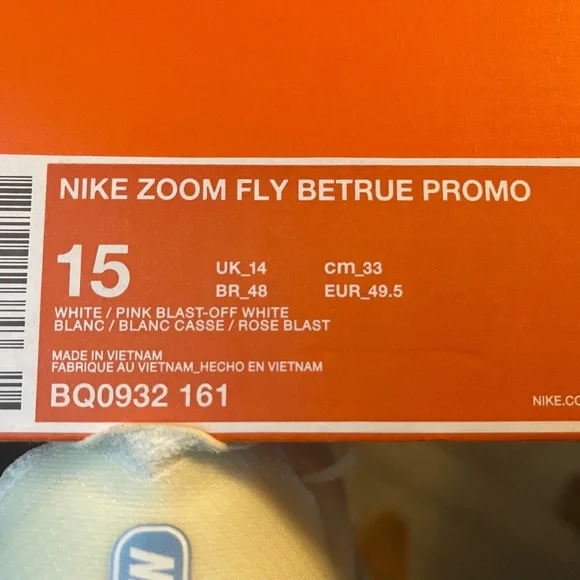 NIKE ZOOM FLY BETRUE PROMO
15
UK_14 cm_33
BR_48 EUR_49.5
WHITE / PINK BLAST-OFF WHITE
BLANC / BLANC CASSE / ROSE BLAST
MADE IN VIETNAM
FABRIQUE AU VIETNAM_HECHO EN VIETNAM
BQ0932 161